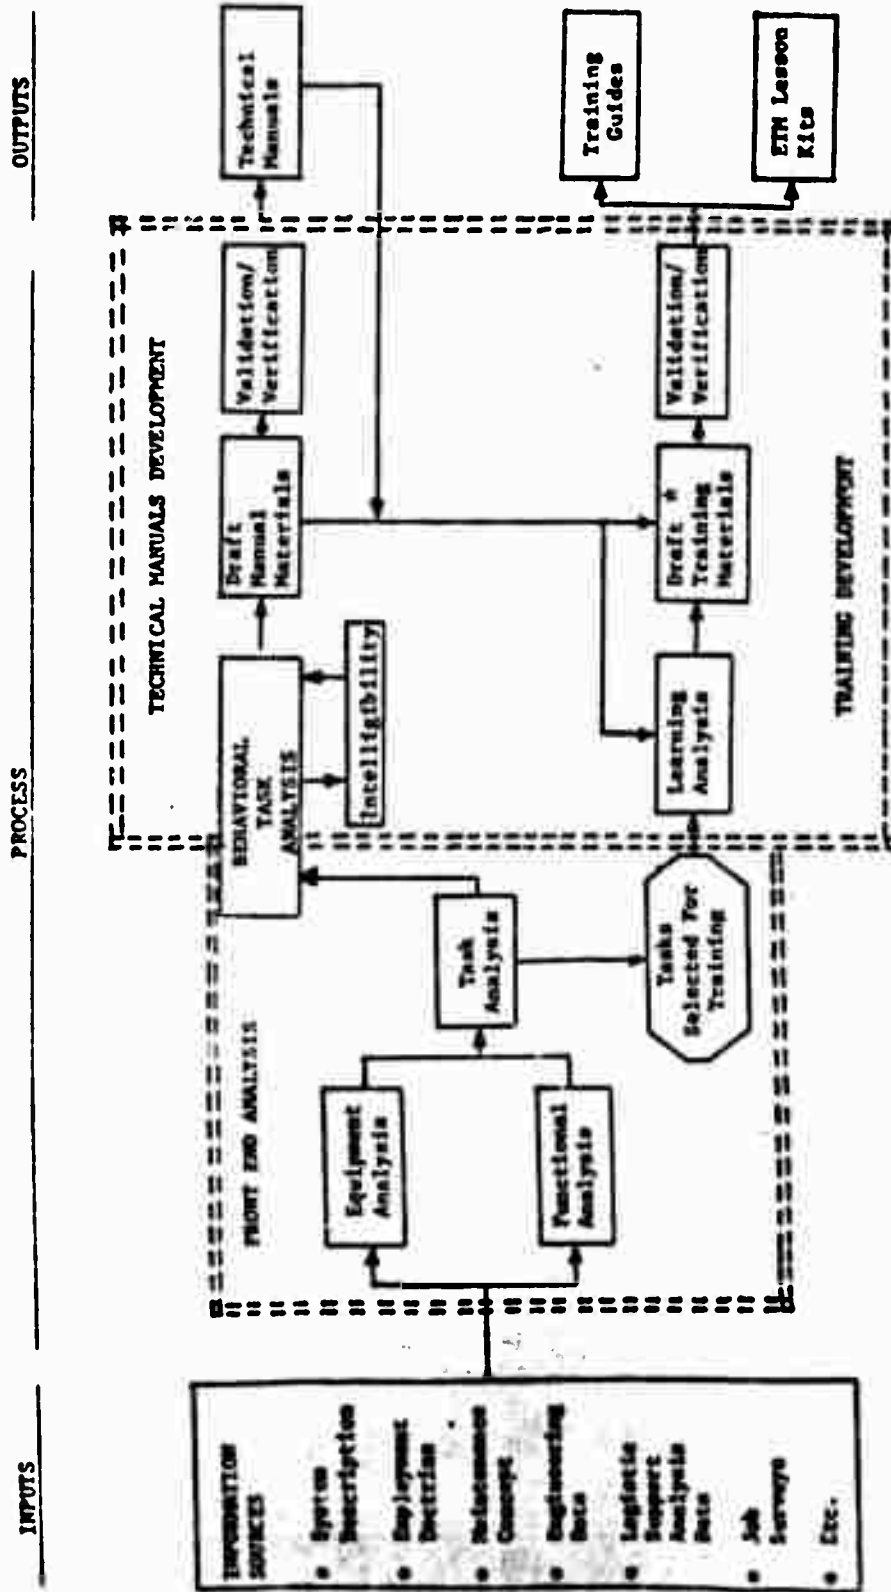 INPUTS
PROCESS
OUTPUTS
INFORMATION
SOURCES
• System
Description
• Employment
Doctrine
• Maintenance
Concept
• Engineering
Data
• Logistic
Support
Analysis
Data
• Job
Surveys
• Etc.
FRONT END ANALYSIS
Equipment
Analysis
Functional
Analysis
Task
Analysis
Tasks
Selected For
Training
TECHNICAL MANUALS DEVELOPMENT
BEHAVIORAL
TASK
ANALYSIS
Intelligibility
Draft
Manual
Materials
Validation/
Verification
Technical
Manuals
Learning
Analysis
Draft *
Training
Materials
Validation/
Verification
TRAINING DEVELOPMENT
Training
Guides
ETM Lesson
Kits